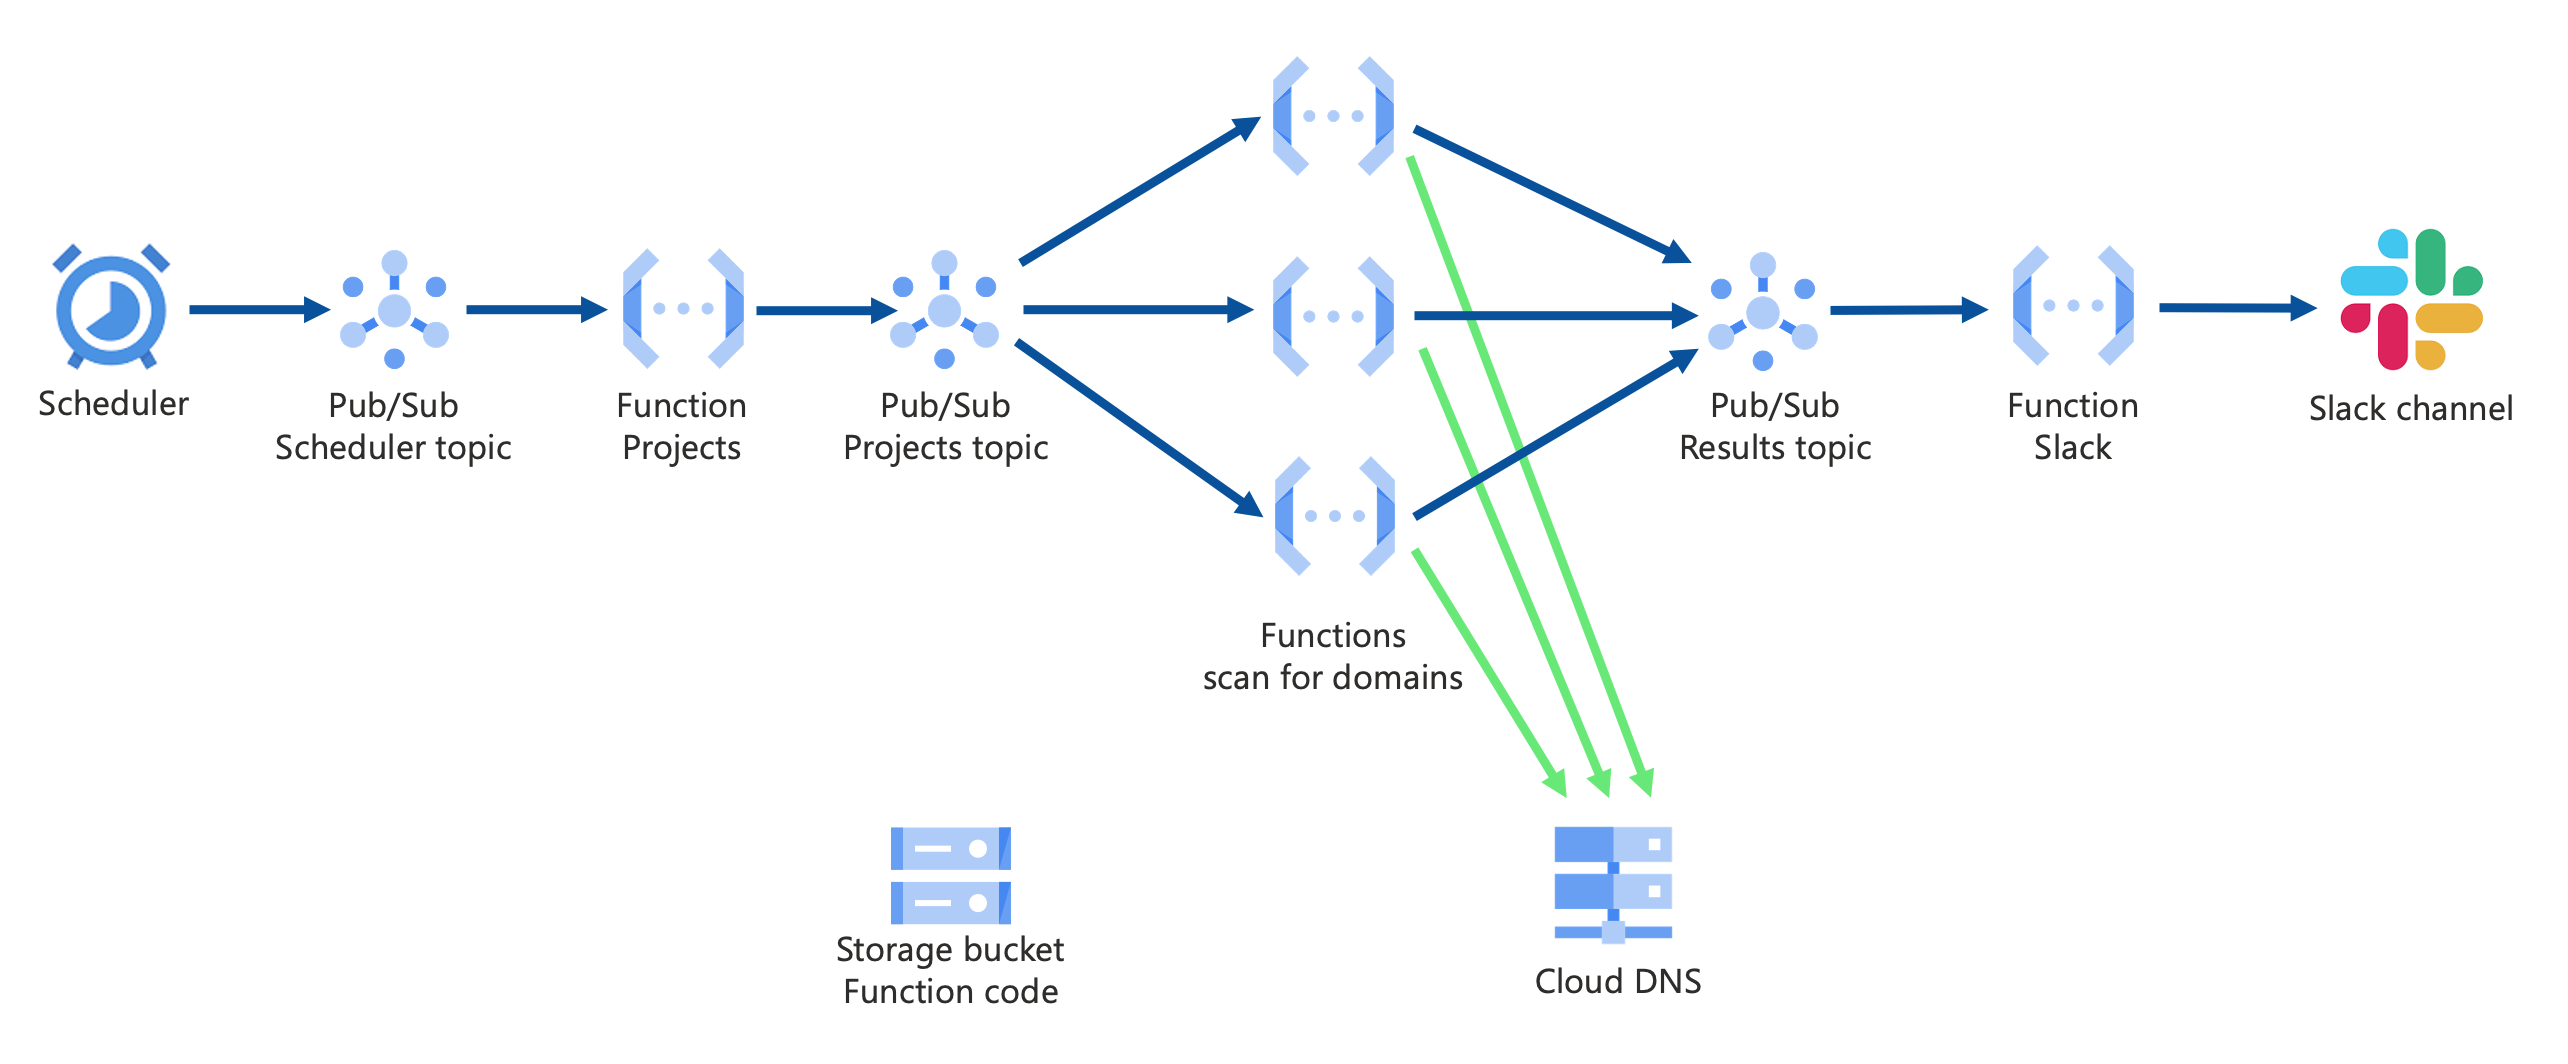 Scheduler
Pub/Sub
Scheduler topic
Function
Projects
Pub/Sub
Projects topic
Functions
scan for domains
Pub/Sub
Results topic
Function
Slack
Slack channel
Storage bucket
Function code
Cloud DNS